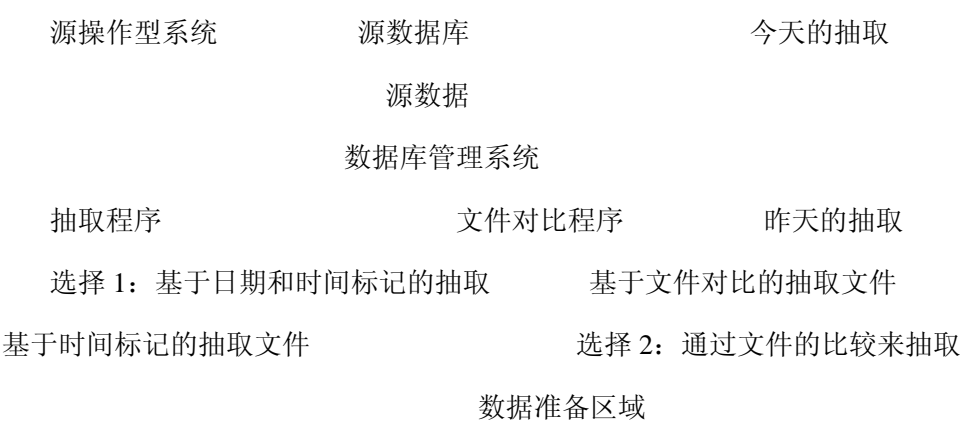 源操作型系统 源数据库 今天的抽取
源数据
数据库管理系统
抽取程序 文件对比程序 昨天的抽取
选择 1：基于日期和时间标记的抽取 基于文件对比的抽取文件
基于时间标记的抽取文件 选择 2：通过文件的比较来抽取
数据准备区域